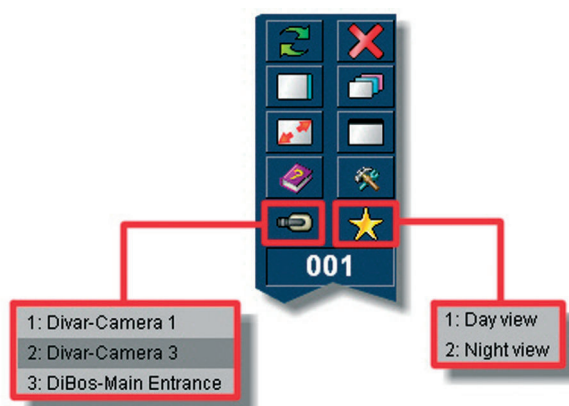 001
1: Divar-Camera 1
2: Divar-Camera 3
3: DiBos-Main Entrance
1: Day view
2: Night view